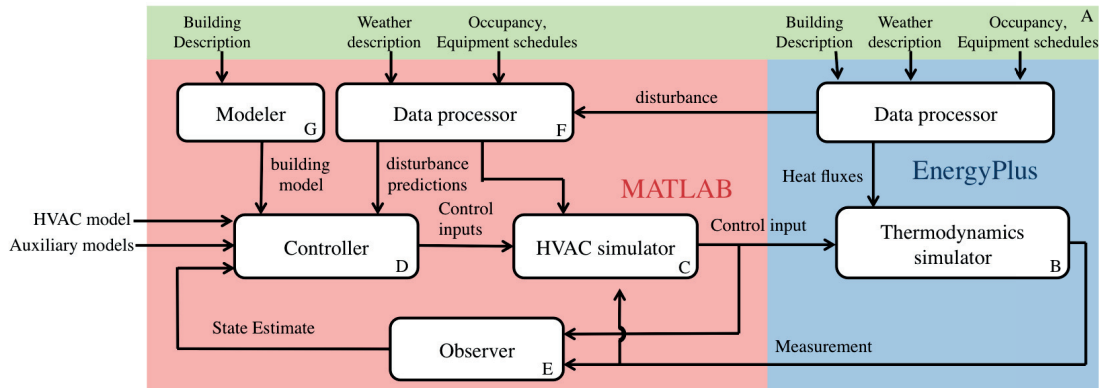 Building
Description
Weather
description
Occupancy,
Equipment schedules
Building
Description
Weather
description
Occupancy,
Equipment schedules
A
Modeler
G
Data processor
F
disturbance
Data processor
building
model
disturbance
predictions
MATLAB
Heat fluxes
EnergyPlus
HVAC model
Auxiliary models
Controller
D
Control
inputs
HVAC simulator
C
Control input
Thermodynamics
simulator
B
State Estimate
Observer
E
Measurement